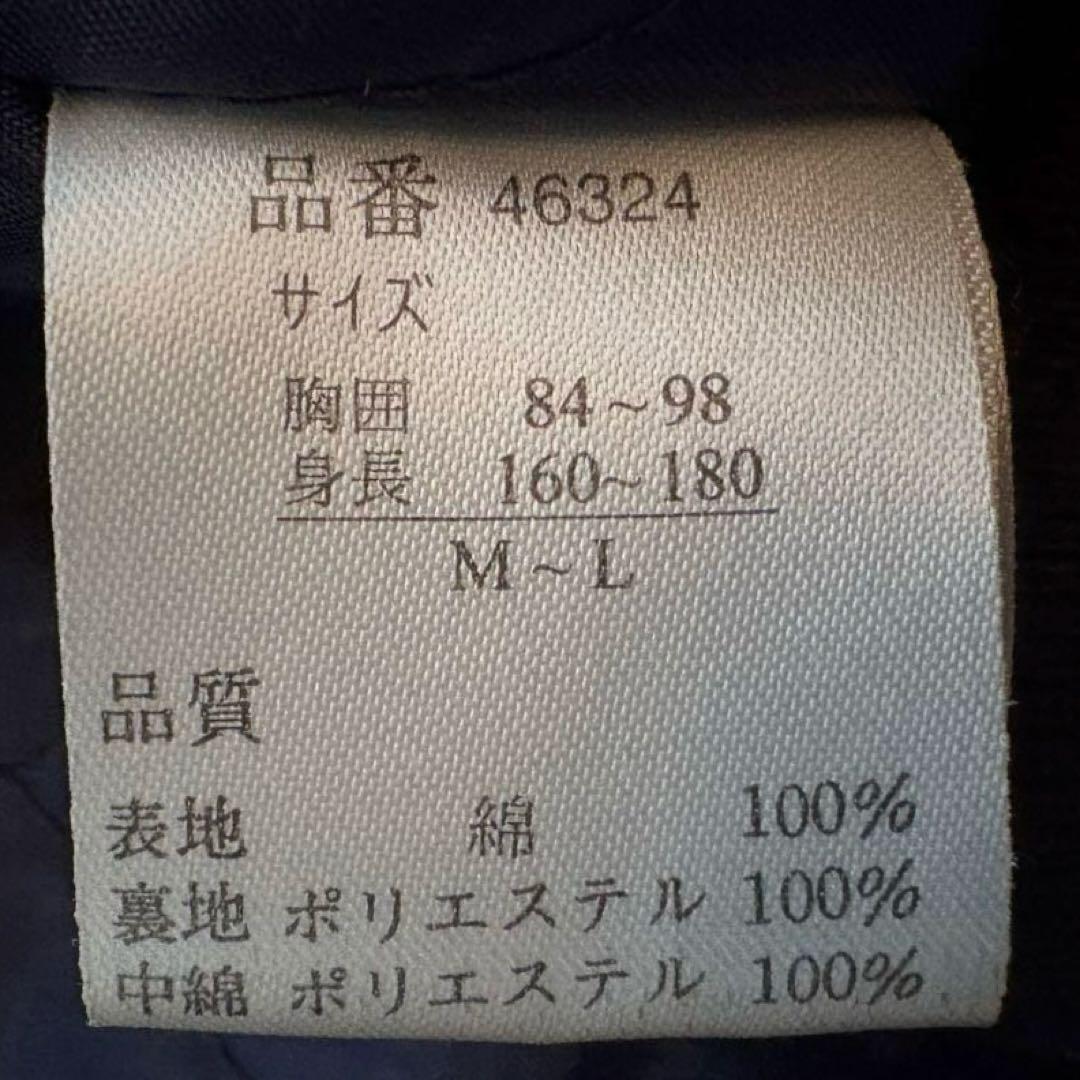 品番 46324
サイズ
胸囲 84~98
身長 160~180
M~L
品質
表地 綿 100%
裏地 ポリエステル 100%
中綿 ポリエステル 100%